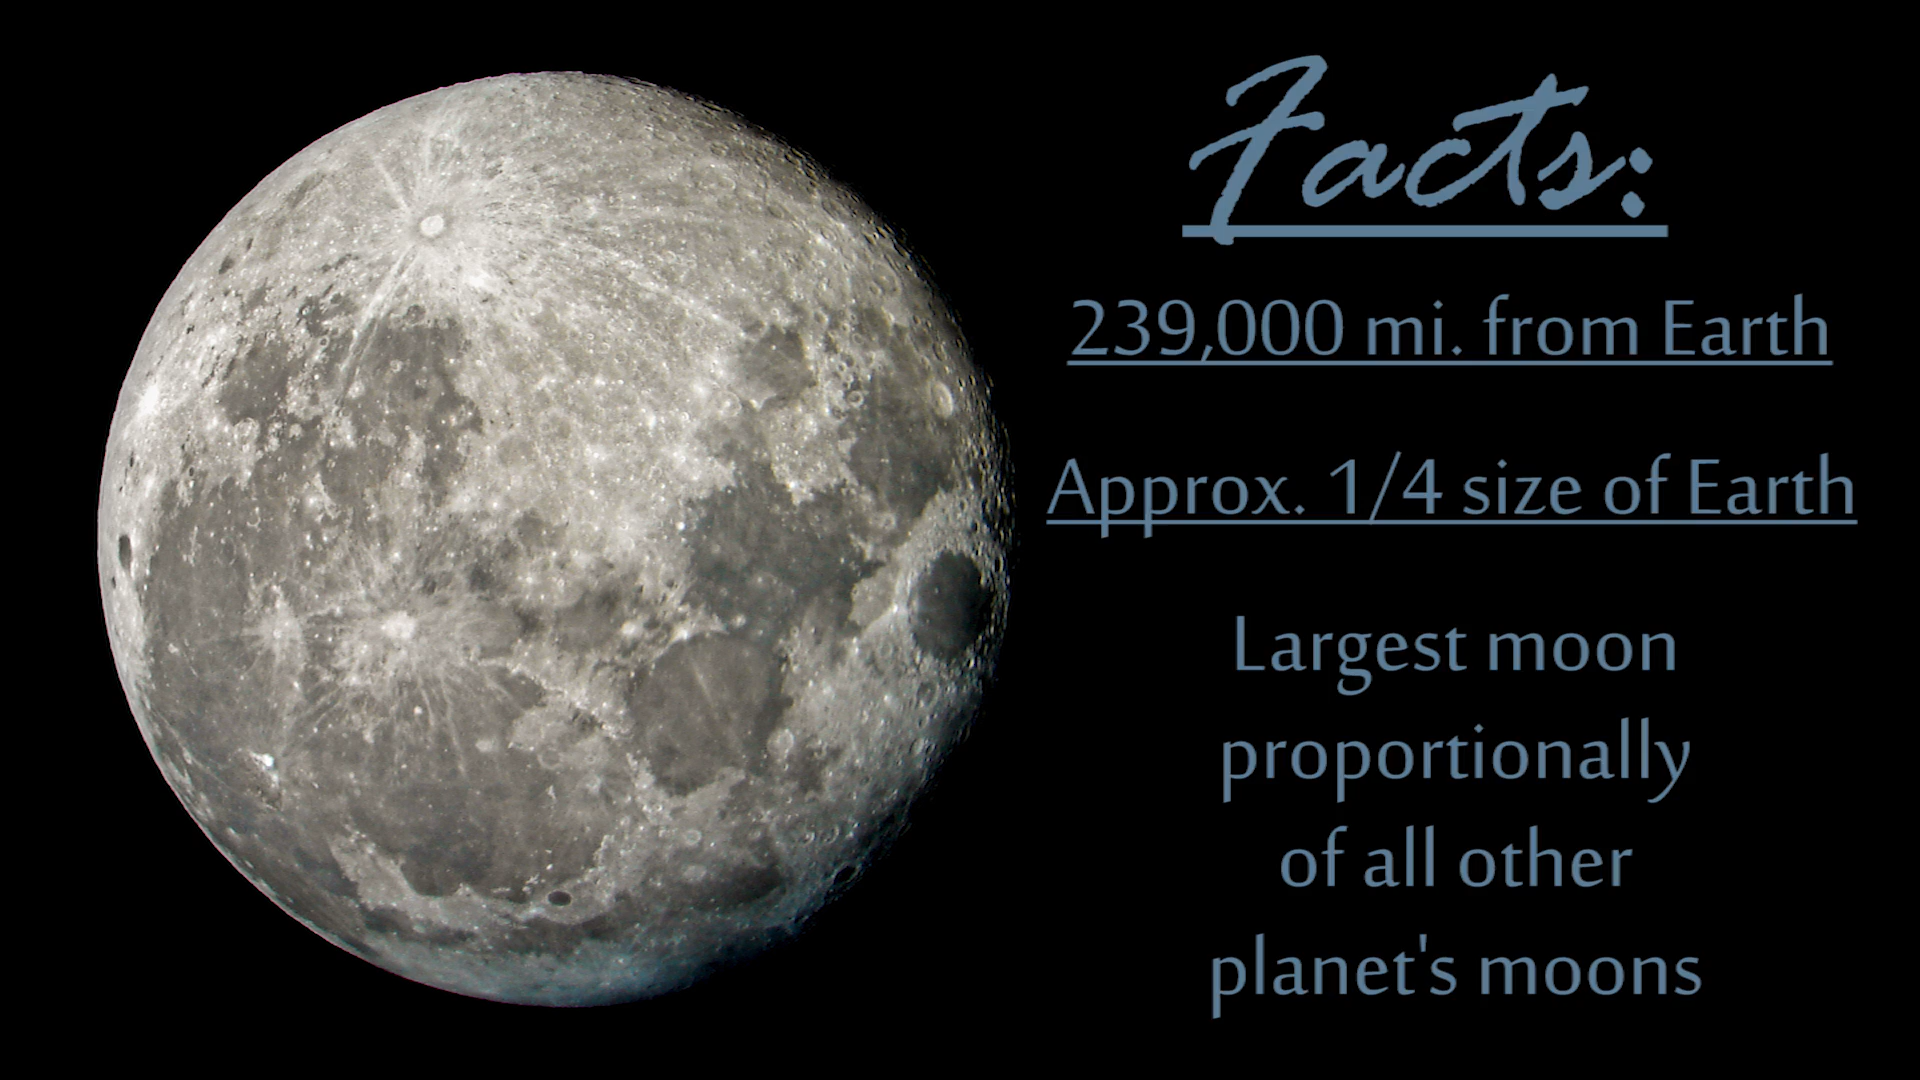 Facts:
239,000 mi. from Earth
Approx. 1/4 size of Earth
Largest moon
proportionally
of all other
planet's moons